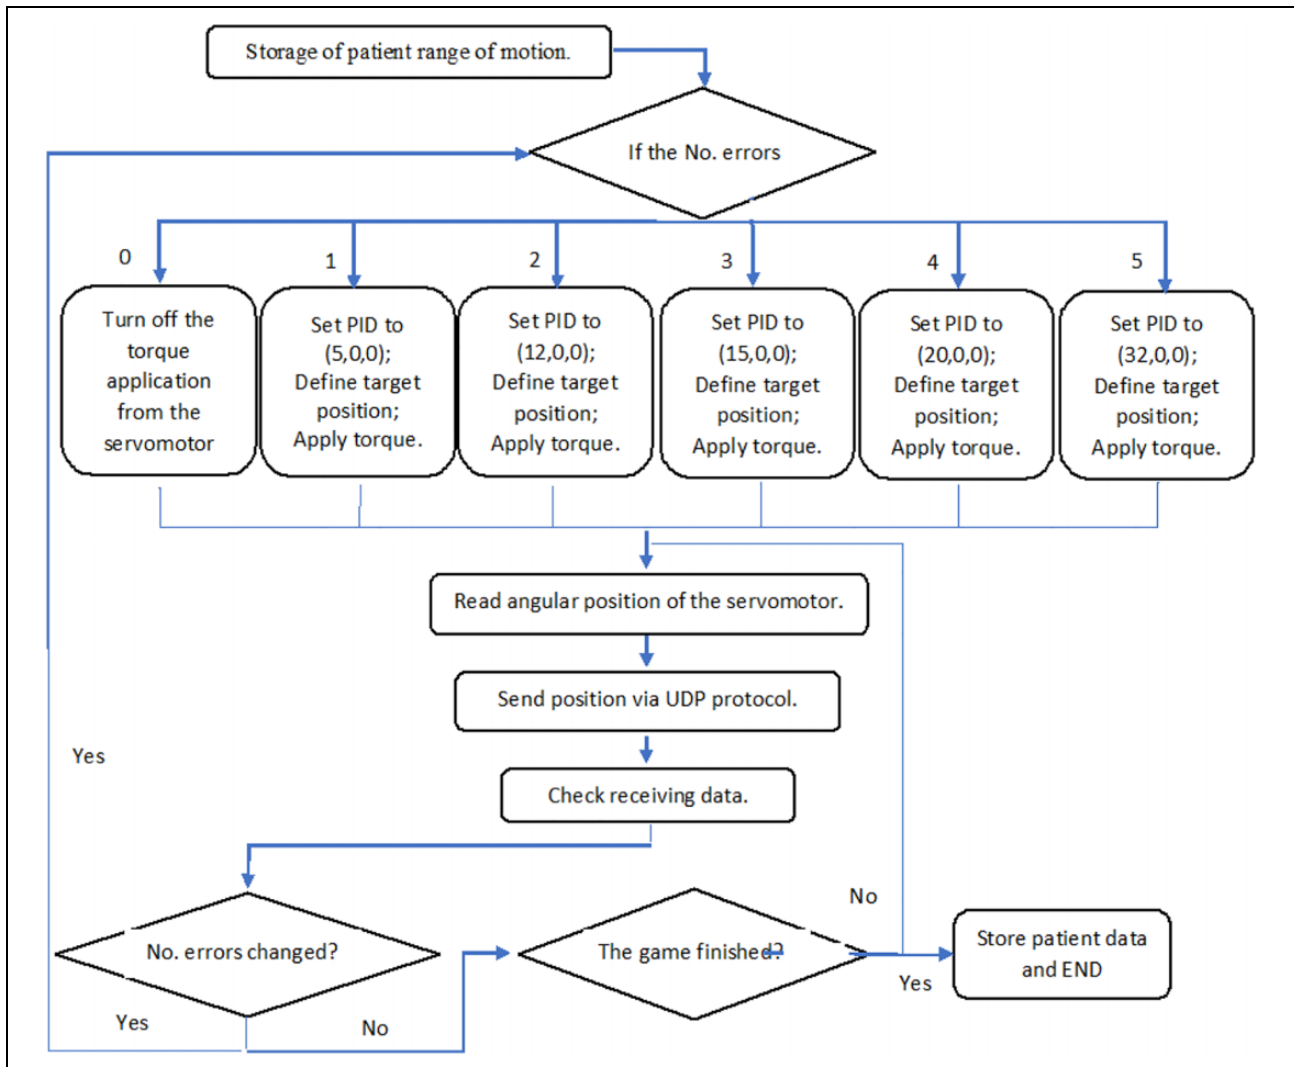 Storage of patient range of motion.
If the No. errors
0
1
2
3
4
5
Turn off the
torque
application
from the
servomotor
Set PID to
(5,0,0);
Define target
position;
Apply torque.
Set PID to
(12,0,0);
Define target
position;
Apply torque.
Set PID to
(15,0,0);
Define target
position;
Apply torque.
Set PID to
(20,0,0);
Define target
position;
Apply torque.
Set PID to
(32,0,0);
Define target
position;
Apply torque.
Read angular position of the servomotor.
Send position via UDP protocol.
Yes
Check receiving data.
No. errors changed?
Yes
No
The game finished?
No
Yes
Store patient data
and END